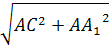 √(AC² + AA₁²)